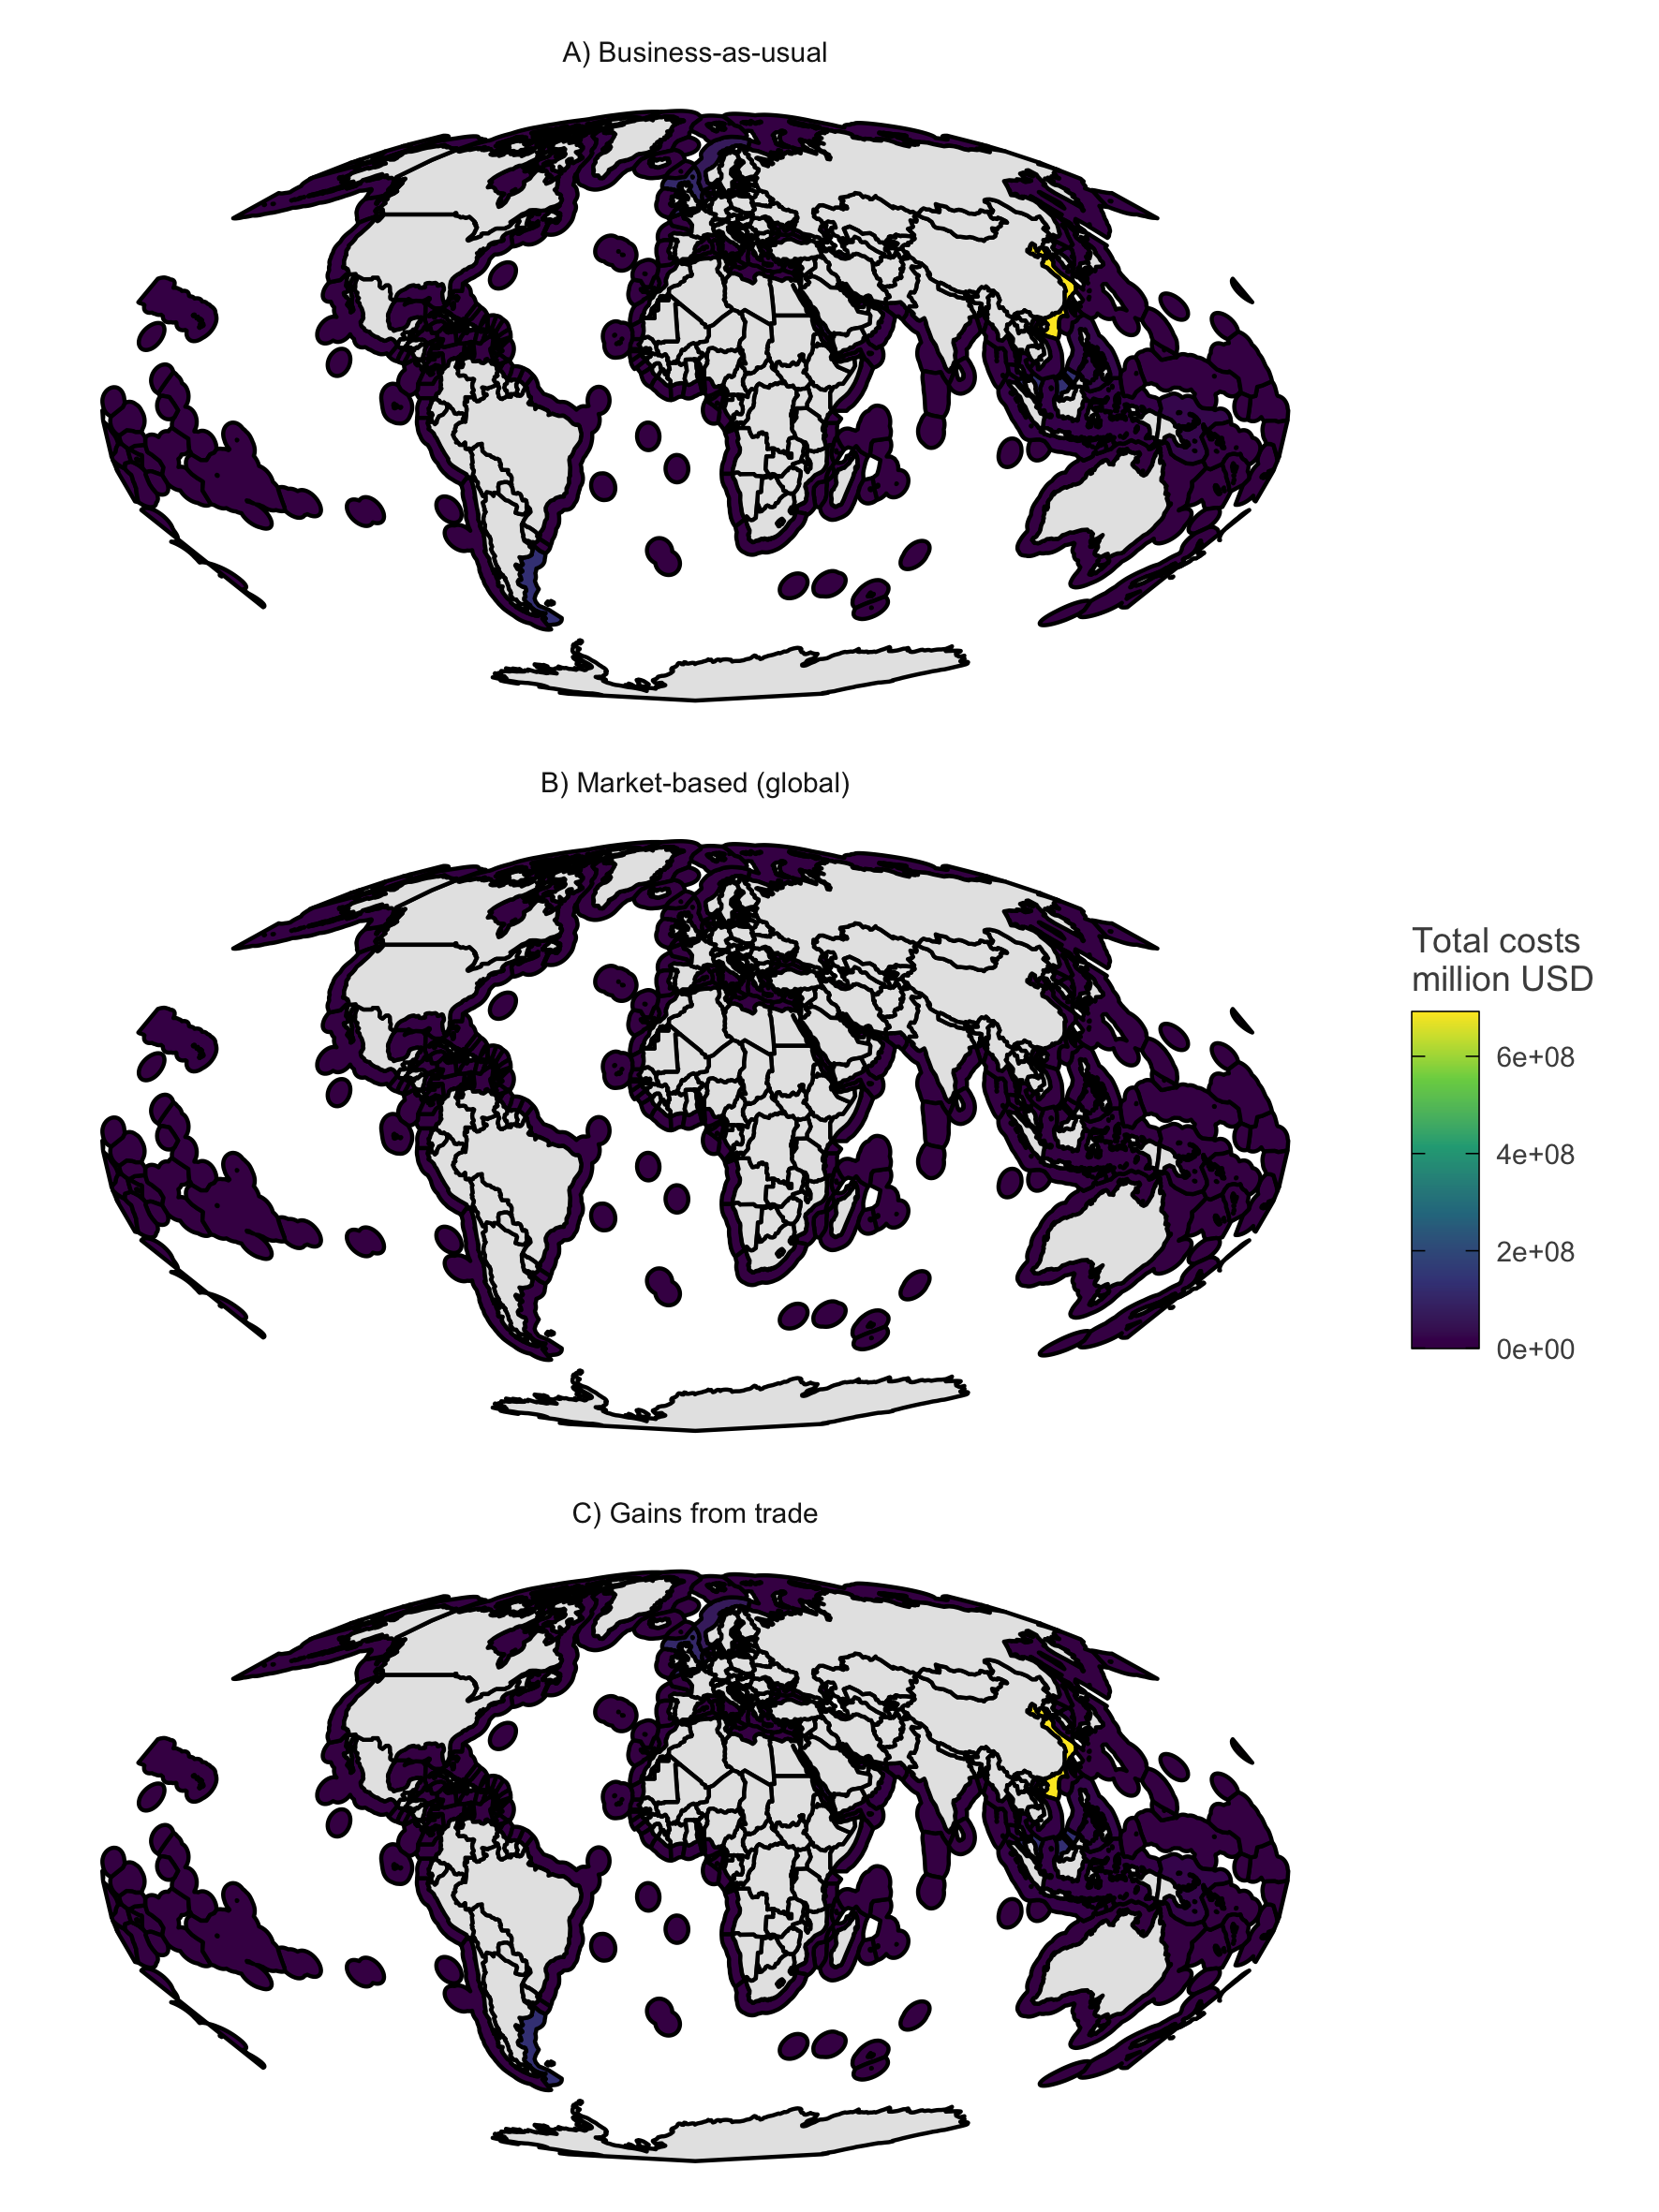 A) Business-as-usual
B) Market-based (global)
Total costs
million USD
6e+08
4e+08
2e+08
0e+00
C) Gains from trade